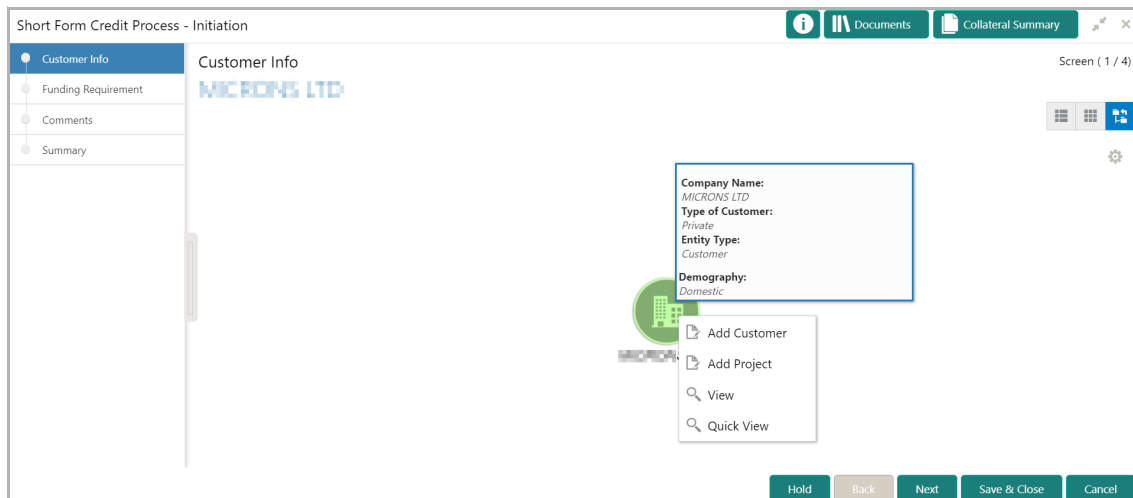 Short Form Credit Process - Initiation
i
Documents
Collateral Summary
Customer Info
Funding Requirement
Comments
Summary
Customer Info
Screen ( 1 / 4)
MICRONS LTD
Company Name:
MICRONS LTD
Type of Customer:
Private
Entity Type:
Customer
Demography:
Domestic
Add Customer
Add Project
View
Quick View
Hold
Back
Next
Save & Close
Cancel